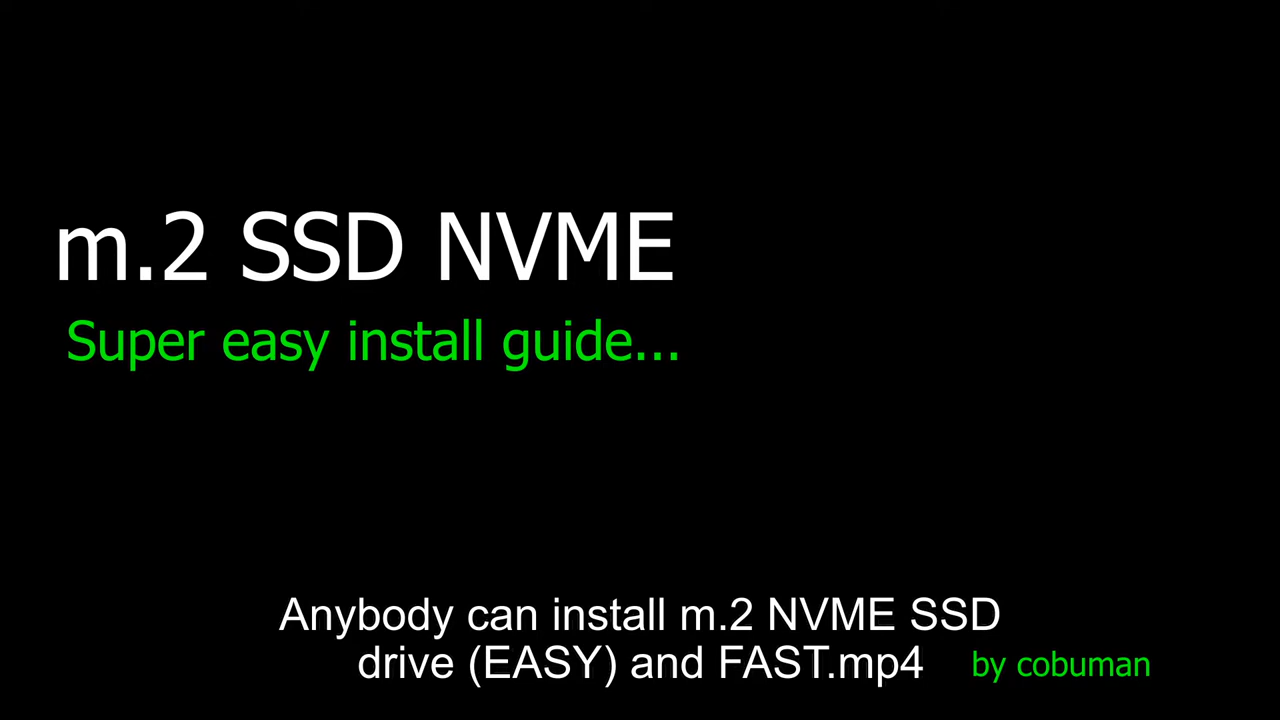 m.2 SSD NVME
Super easy install guide...
Anybody can install m.2 NVME SSD
drive (EASY) and FAST.mp4
by cobuman